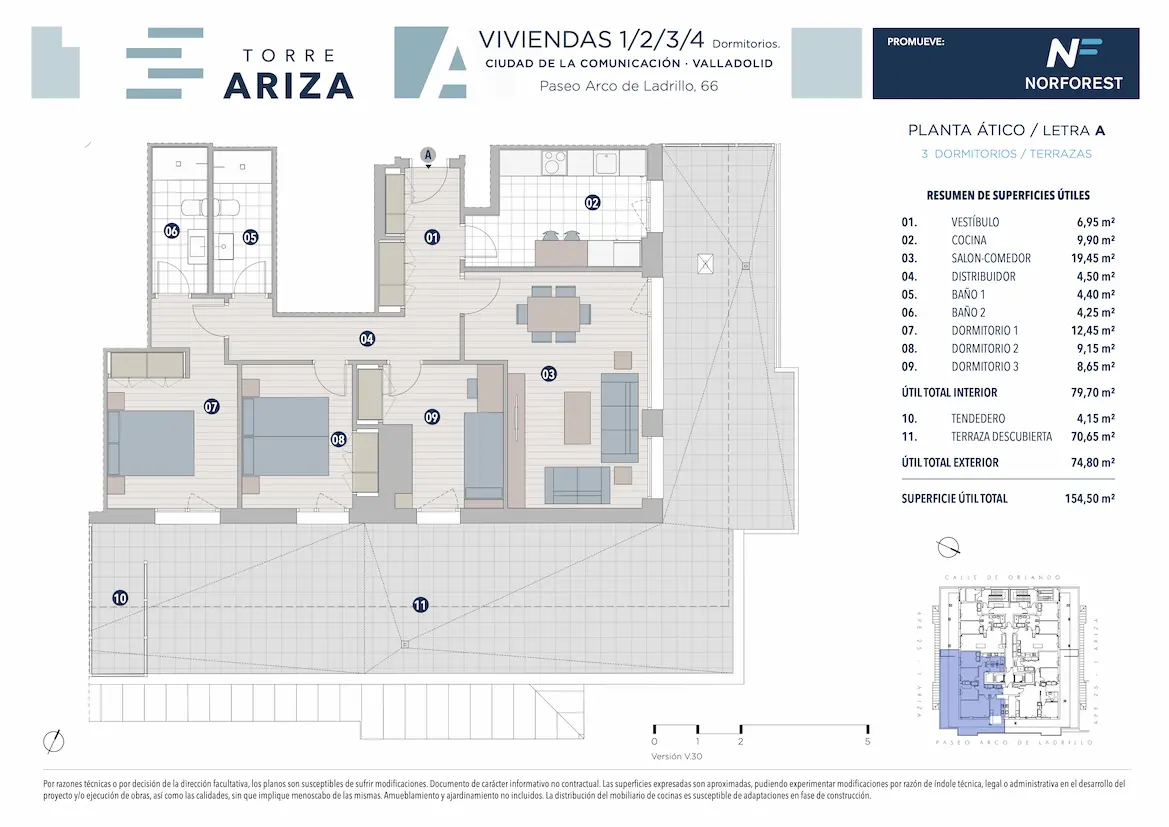 TORRE
ARIZA
A
VIVIENDAS 1/2/3/4 Dormitorios.
CIUDAD DE LA COMUNICACIÓN · VALLADOLID
Paseo Arco de Ladrillo, 66
PROMUEVE:
NF
NORFOREST
PLANTA ÁTICO / LETRA A
3 DORMITORIOS / TERRAZAS
RESUMEN DE SUPERFICIES ÚTILES
01. VESTÍBULO 6,95 m²
02. COCINA 9,90 m²
03. SALON-COMEDOR 19,45 m²
04. DISTRIBUIDOR 4,50 m²
05. BAÑO 1 4,40 m²
06. BAÑO 2 4,25 m²
07. DORMITORIO 1 12,45 m²
08. DORMITORIO 2 9,15 m²
09. DORMITORIO 3 8,65 m²
ÚTIL TOTAL INTERIOR 79,70 m²
10. TENDEDERO 4,15 m²
11. TERRAZA DESCUBIERTA 70,65 m²
ÚTIL TOTAL EXTERIOR 74,80 m²
SUPERFICIE ÚTIL TOTAL 154,50 m²
A
02
06
05
01
04
03
07
09
08
10
11
CALLE DE ORLANDO
APE 25 - 1 ARIZA
APE 25 - 1 ARIZA
PASEO ARCO DE LADRILLO
0 1 2 5
Versión V.30
Por razones técnicas o por decisión de la dirección facultativa, los planos son susceptibles de sufrir modificaciones. Documento de carácter informativo no contractual. Las superficies expresadas son aproximadas, pudiendo experimentar modificaciones por razón de índole técnica, legal o administrativa en el desarrollo del
proyecto y/o ejecución de obras, así como las calidades, sin que implique menoscabo de las mismas. Amueblamiento y ajardinamiento no incluidos. La distribución del mobiliario de cocinas es susceptible de adaptaciones en fase de construcción.